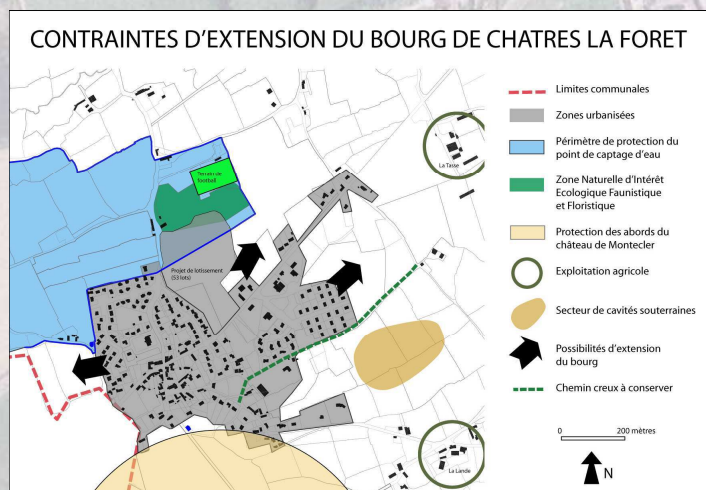 CONTRAINTES D'EXTENSION DU BOURG DE CHATRES LA FORET
Terrain de
football
Projet de lotissement
(53 lots)
La Tasse
La Lande
Limites communales
Zones urbanisées
Périmètre de protection du
point de captage d'eau
Zone Naturelle d'Intérêt
Ecologique Faunistique
et Floristique
Protection des abords du
château de Montecler
Exploitation agricole
Secteur de cavités souterraines
Possibilités d'extension
du bourg
Chemin creux à conserver
0 200 mètres
N